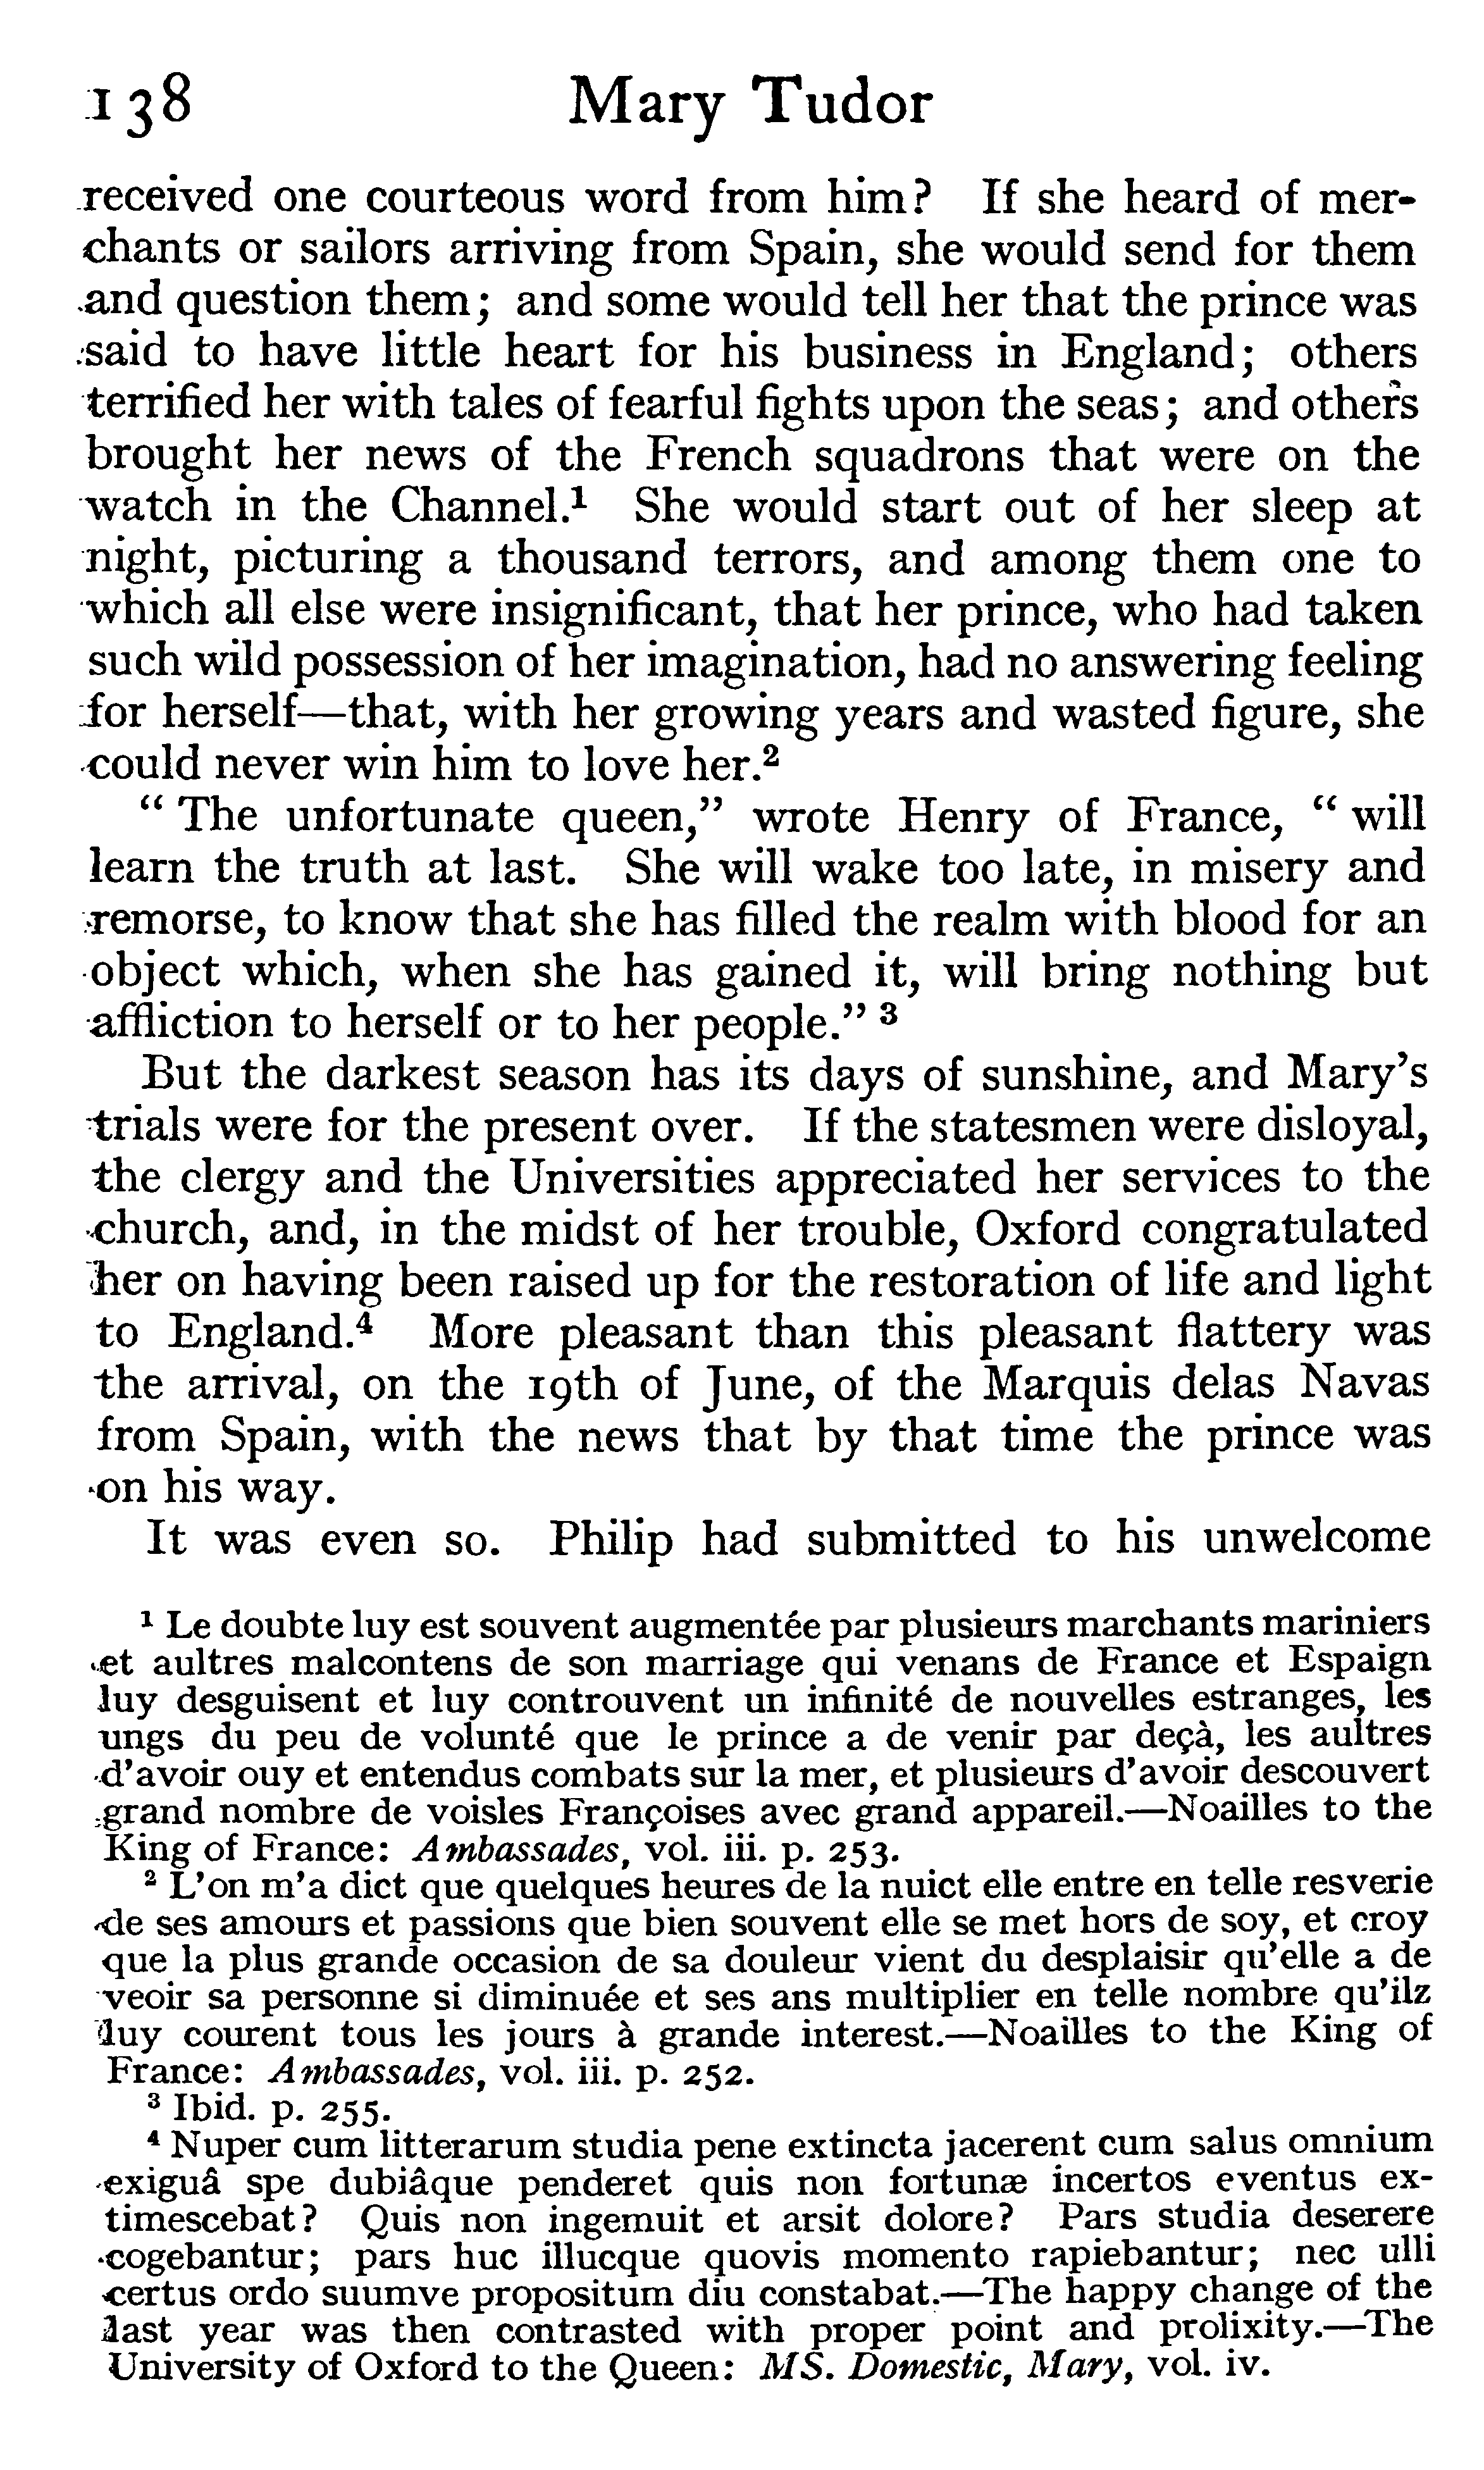 138 Mary Tudor
received one courteous word from him? If she heard of mer-
chants or sailors arriving from Spain, she would send for them
and question them; and some would tell her that the prince was
said to have little heart for his business in England; others
terrified her with tales of fearful fights upon the seas; and others
brought her news of the French squadrons that were on the
watch in the Channel.¹ She would start out of her sleep at
night, picturing a thousand terrors, and among them one to
which all else were insignificant, that her prince, who had taken
such wild possession of her imagination, had no answering feeling
for herself—that, with her growing years and wasted figure, she
could never win him to love her.²
“ The unfortunate queen,” wrote Henry of France, “ will
learn the truth at last. She will wake too late, in misery and
remorse, to know that she has filled the realm with blood for an
object which, when she has gained it, will bring nothing but
affliction to herself or to her people.” ³
But the darkest season has its days of sunshine, and Mary’s
trials were for the present over. If the statesmen were disloyal,
the clergy and the Universities appreciated her services to the
church, and, in the midst of her trouble, Oxford congratulated
her on having been raised up for the restoration of life and light
to England.⁴ More pleasant than this pleasant flattery was
the arrival, on the 19th of June, of the Marquis delas Navas
from Spain, with the news that by that time the prince was
on his way.
It was even so. Philip had submitted to his unwelcome
¹ Le doubte luy est souvent augmentée par plusieurs marchants mariniers
et aultres malcontens de son marriage qui venans de France et Espaign
luy desguisent et luy controuvent un infinité de nouvelles estranges, les
ungs du peu de volunté que le prince a de venir par deçà, les aultres
d’avoir ouy et entendus combats sur la mer, et plusieurs d’avoir descouvert
grand nombre de voisles Françoises avec grand appareil.—Noailles to the
King of France: Ambassades, vol. iii. p. 253.
² L’on m’a dict que quelques heures de la nuict elle entre en telle resverie
de ses amours et passions que bien souvent elle se met hors de soy, et croy
que la plus grande occasion de sa douleur vient du desplaisir qu’elle a de
veoir sa personne si diminuée et ses ans multiplier en telle nombre qu’ilz
luy courent tous les jours à grande interest.—Noailles to the King of
France: Ambassades, vol. iii. p. 252.
³ Ibid. p. 255.
⁴ Nuper cum litterarum studia pene extincta jacerent cum salus omnium
exiguâ spe dubiâque penderet quis non fortunæ incertos eventus ex-
timescebat? Quis non ingemuit et arsit dolore? Pars studia deserere
cogebantur; pars huc illucque quovis momento rapiebantur; nec ulli
certus ordo suumve propositum diu constabat.—The happy change of the
last year was then contrasted with proper point and prolixity.—The
University of Oxford to the Queen: MS. Domestic, Mary, vol. iv.